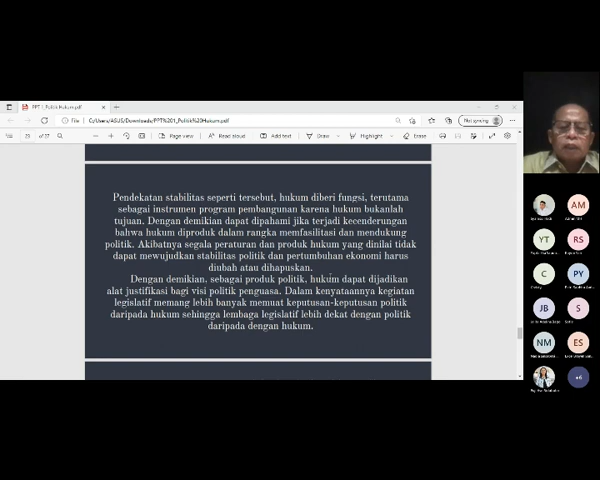 PPT 1_Politik Hukum.pdf
File
C:/Users/ASUS/Downloads/PPT%201_Politik%20Hukum.pdf
Not syncing
of 27
Page view
Read aloud
Add text
Draw
Highlight
Erase
Pendekatan stabilitas seperti tersebut, hukum diberi fungsi, terutama
sebagai instrumen program pembangunan karena hukum bukanlah
tujuan. Dengan demikian dapat dipahami jika terjadi kecenderungan
bahwa hukum diproduk dalam rangka memfasilitasi dan mendukung
politik. Akibatnya segala peraturan dan produk hukum yang dinilai tidak
dapat mewujudkan stabilitas politik dan pertumbuhan ekonomi harus
diubah atau dihapuskan.
Dengan demikian, sebagai produk politik, hukum dapat dijadikan
alat justifikasi bagi visi politik penguasa. Dalam kenyataannya kegiatan
legislatif memang lebih banyak memuat keputusan-keputusan politik
daripada hukum sehingga lembaga legislatif lebih dekat dengan politik
daripada dengan hukum.
AM
YT
RS
C
PY
JB
S
NM
ES
+6